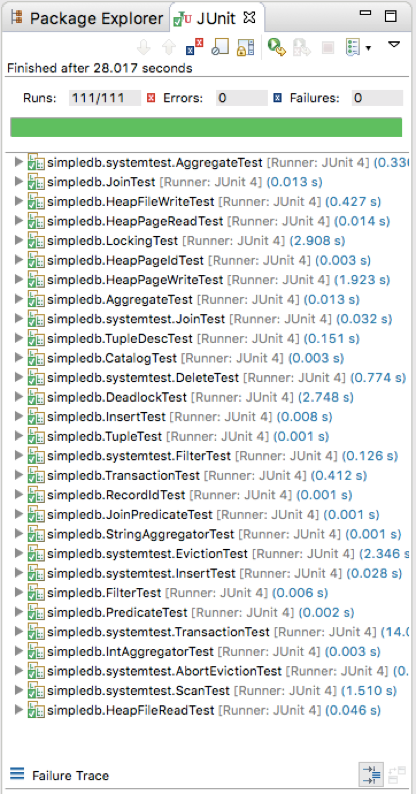 Package Explorer JUnit
Finished after 28.017 seconds
Runs: 111/111 Errors: 0 Failures: 0
simpledb.systemtest.AggregateTest [Runner: JUnit 4] (0.330
simpledb.JoinTest [Runner: JUnit 4] (0.013 s)
simpledb.HeapFileWriteTest [Runner: JUnit 4] (0.427 s)
simpledb.HeapPageReadTest [Runner: JUnit 4] (0.014 s)
simpledb.LockingTest [Runner: JUnit 4] (2.908 s)
simpledb.HeapPageIdTest [Runner: JUnit 4] (0.003 s)
simpledb.HeapPageWriteTest [Runner: JUnit 4] (1.923 s)
simpledb.AggregateTest [Runner: JUnit 4] (0.013 s)
simpledb.systemtest.JoinTest [Runner: JUnit 4] (0.032 s)
simpledb.TupleDescTest [Runner: JUnit 4] (0.151 s)
simpledb.CatalogTest [Runner: JUnit 4] (0.003 s)
simpledb.systemtest.DeleteTest [Runner: JUnit 4] (0.774 s)
simpledb.DeadlockTest [Runner: JUnit 4] (2.748 s)
simpledb.InsertTest [Runner: JUnit 4] (0.008 s)
simpledb.TupleTest [Runner: JUnit 4] (0.001 s)
simpledb.systemtest.FilterTest [Runner: JUnit 4] (0.126 s)
simpledb.TransactionTest [Runner: JUnit 4] (0.412 s)
simpledb.RecordIdTest [Runner: JUnit 4] (0.001 s)
simpledb.JoinPredicateTest [Runner: JUnit 4] (0.001 s)
simpledb.StringAggregatorTest [Runner: JUnit 4] (0.001 s)
simpledb.systemtest.EvictionTest [Runner: JUnit 4] (2.346 s
simpledb.systemtest.InsertTest [Runner: JUnit 4] (0.028 s)
simpledb.FilterTest [Runner: JUnit 4] (0.006 s)
simpledb.PredicateTest [Runner: JUnit 4] (0.002 s)
simpledb.systemtest.TransactionTest [Runner: JUnit 4] (14.0
simpledb.IntAggregatorTest [Runner: JUnit 4] (0.003 s)
simpledb.systemtest.AbortEvictionTest [Runner: JUnit 4] (0.
simpledb.systemtest.ScanTest [Runner: JUnit 4] (1.510 s)
simpledb.HeapFileReadTest [Runner: JUnit 4] (0.046 s)
Failure Trace